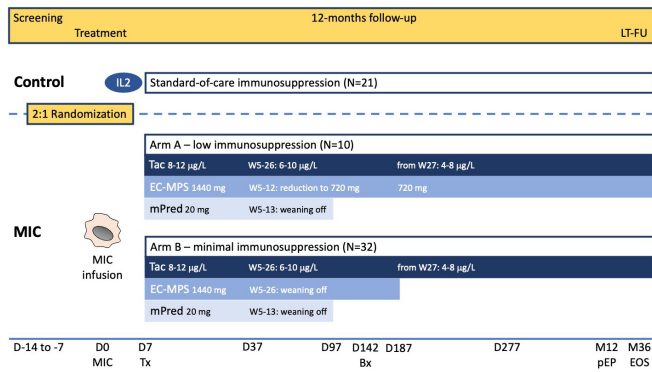 Screening 12-months follow-up
Treatment LT-FU
Control IL2 Standard-of-care immunosuppression (N=21)
2:1 Randomization
Arm A – low immunosuppression (N=10)
Tac 8-12 µg/L W5-26: 6-10 µg/L from W27: 4-8 µg/L
EC-MPS 1440 mg W5-12: reduction to 720 mg 720 mg
mPred 20 mg W5-13: weaning off
MIC
MIC
infusion
Arm B – minimal immunosuppression (N=32)
Tac 8-12 µg/L W5-26: 6-10 µg/L from W27: 4-8 µg/L
EC-MPS 1440 mg W5-26: weaning off
mPred 20 mg W5-13: weaning off
D-14 to -7 D0 D7 D37 D97 D142 D187 D277 M12 M36
MIC Tx Bx pEP EOS